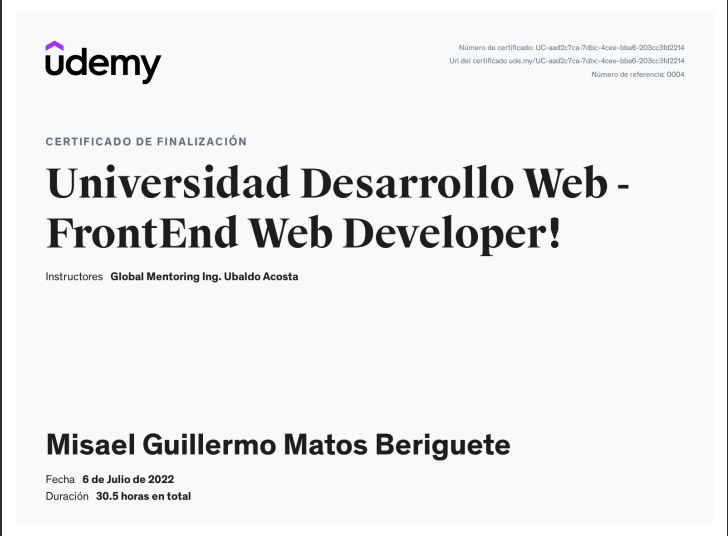 udemy
Número de certificado: UC-aad2c7ca-7dbc-4cee-bba6-203cc3fd2214
Url del certificado ude.my/UC-aad2c7ca-7dbc-4cee-bba6-203cc3fd2214
Número de referencia: 0004
CERTIFICADO DE FINALIZACIÓN
Universidad Desarrollo Web -
FrontEnd Web Developer!
Instructores Global Mentoring Ing. Ubaldo Acosta
Misael Guillermo Matos Beriguete
Fecha 6 de Julio de 2022
Duración 30.5 horas en total